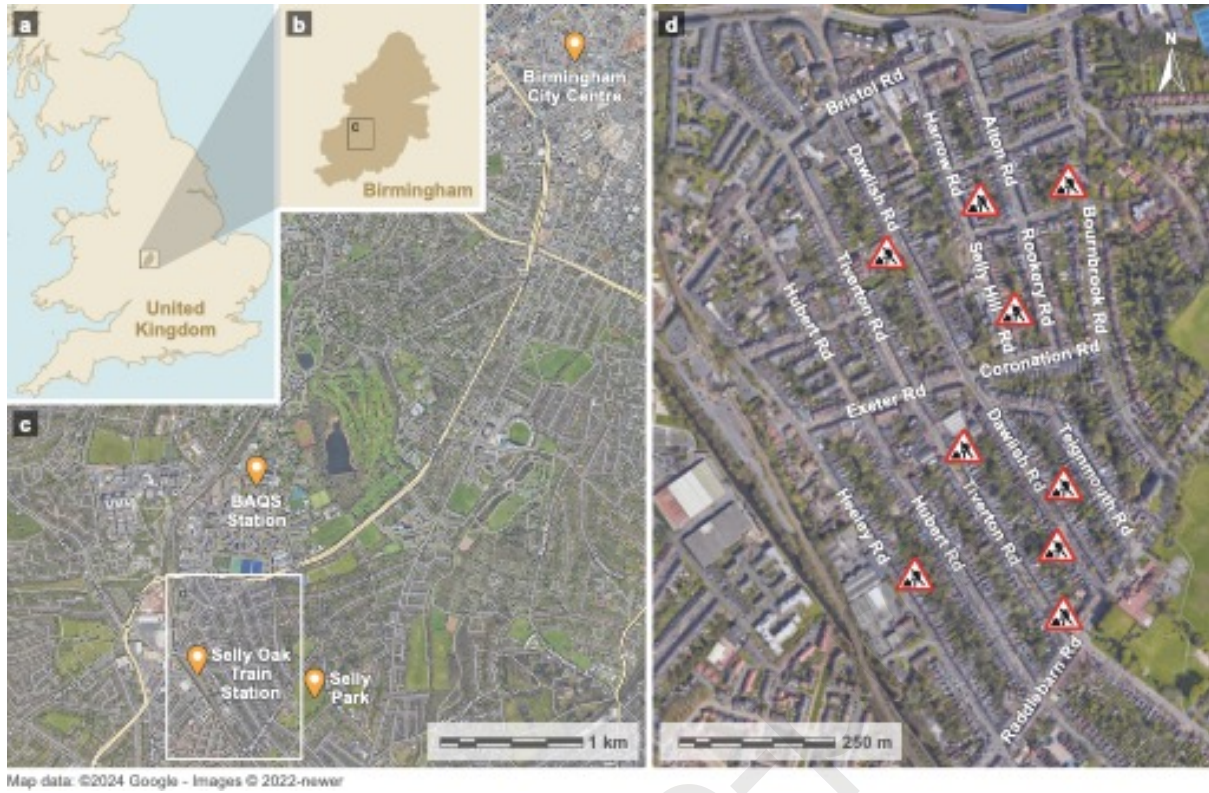 a
United
Kingdom
b
c
Birmingham
Birmingham
City Centre
c
BAQS
Station
d
Selly Oak
Train
Station
Selly
Park
1 km
d
N
Bristol Rd
Harrow Rd
Alton Rd
Dawlish Rd
Bournbrook Rd
Rookery Rd
Selly Hill Rd
Tiverton Rd
Hubert Rd
Coronation Rd
Exeter Rd
Dawlish Rd
Teignmouth Rd
Tiverton Rd
Hubert Rd
Heeley Rd
Raddlebarn Rd
250 m
Map data: ©2024 Google - Images © 2022-newer